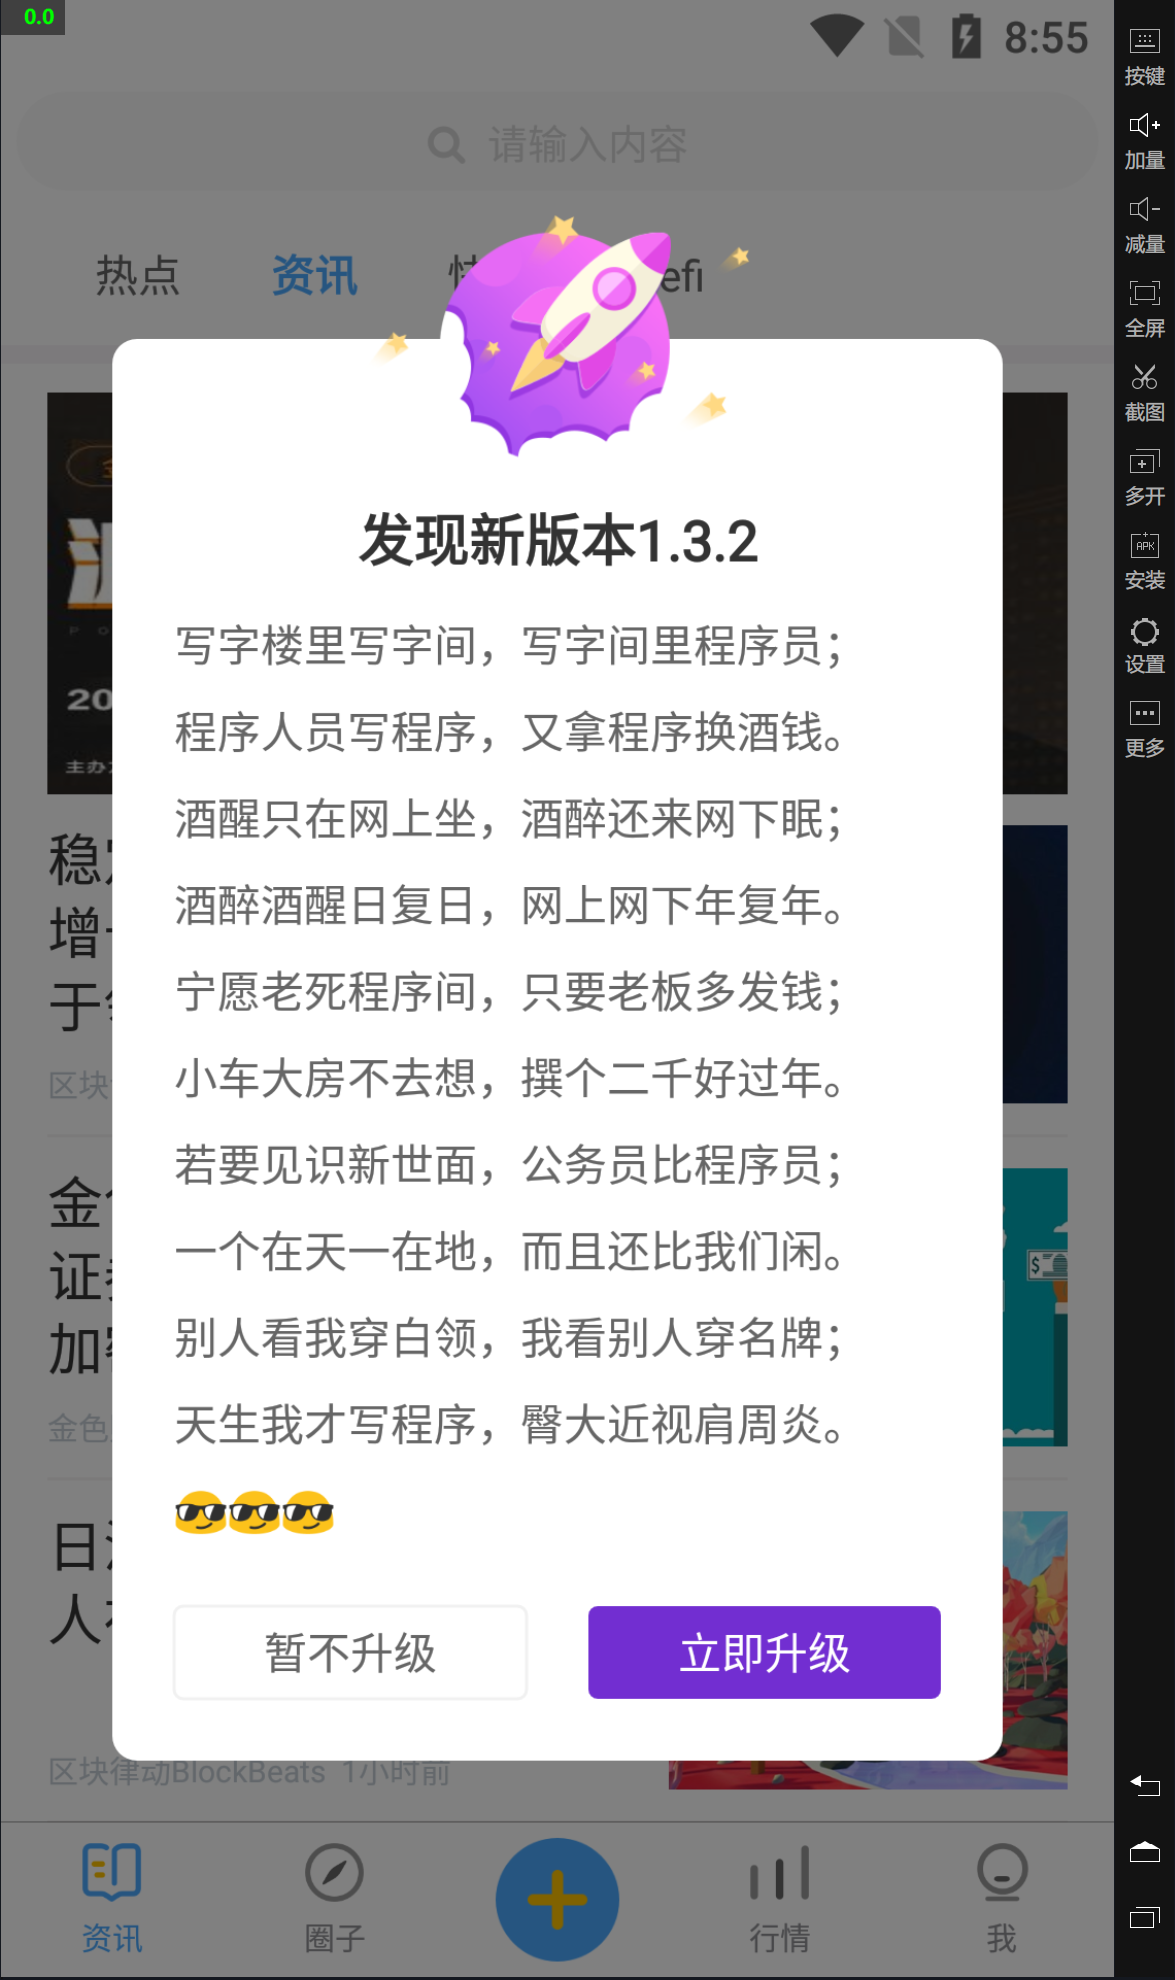 0.0
8:55
请输入内容
热点 资讯 efi
发现新版本1.3.2
写字楼里写字间，写字间里程序员；
程序人员写程序，又拿程序换酒钱。
酒醒只在网上坐，酒醉还来网下眠；
酒醉酒醒日复日，网上网下年复年。
宁愿老死程序间，只要老板多发钱；
小车大房不去想，撰个二千好过年。
若要见识新世面，公务员比程序员；
一个在天一在地，而且还比我们闲。
别人看我穿白领，我看别人穿名牌；
天生我才写程序，臀大近视肩周炎。
😎😎😎
暂不升级 立即升级
20
主办
稳
增
于
区块
金
证
加
金色
日
人
区块律动BlockBeats 1小时前
资讯 圈子 行情 我
按键
加量
减量
全屏
截图
多开
APK
安装
设置
更多